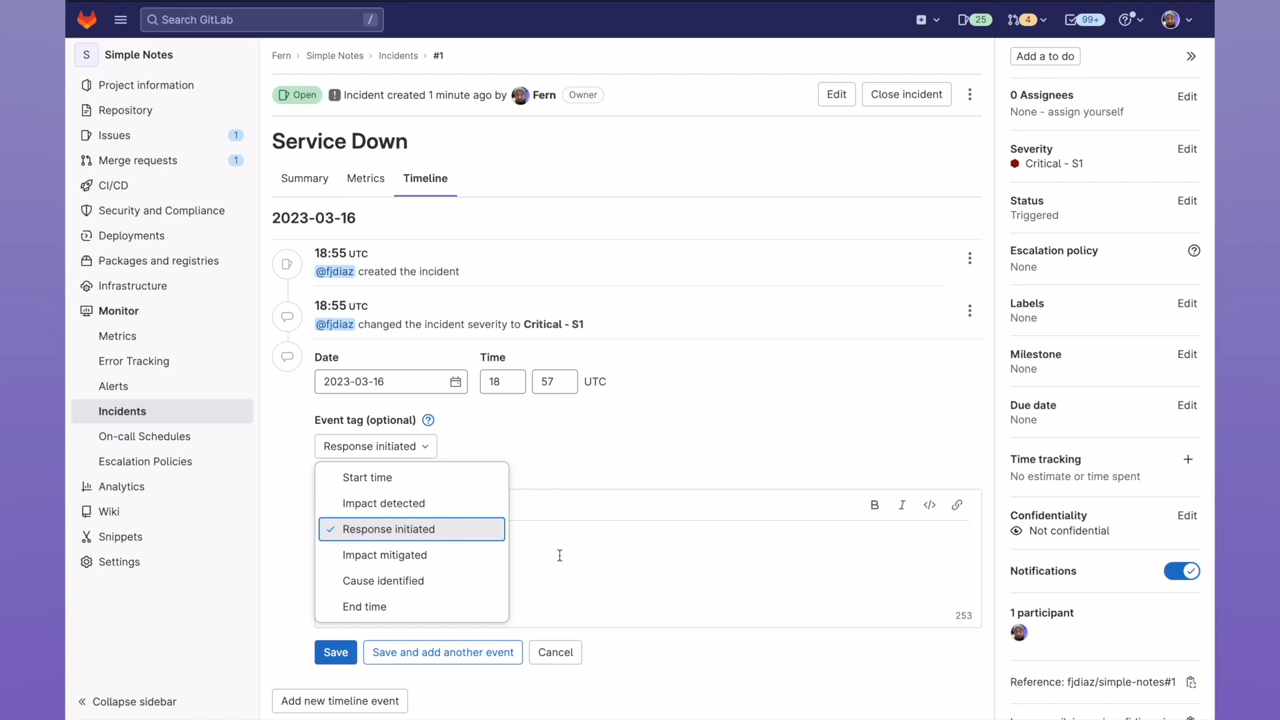 Search GitLab
/
25
4
99+
S
Simple Notes
Project information
Repository
Issues
1
Merge requests
1
CI/CD
Security and Compliance
Deployments
Packages and registries
Infrastructure
Monitor
Metrics
Error Tracking
Alerts
Incidents
On-call Schedules
Escalation Policies
Analytics
Wiki
Snippets
Settings
Collapse sidebar
Fern > Simple Notes > Incidents > #1
Open
Incident created 1 minute ago by Fern Owner
Edit
Close incident
Service Down
Summary Metrics Timeline
2023-03-16
18:55 UTC
@fjdiaz created the incident
18:55 UTC
@fjdiaz changed the incident severity to Critical - S1
Date Time
2023-03-16 18 57 UTC
Event tag (optional)
Response initiated
Start time
Impact detected
Response initiated
Impact mitigated
Cause identified
End time
B I </>
253
Save
Save and add another event
Cancel
Add new timeline event
Add a to do
0 Assignees Edit
None - assign yourself
Severity Edit
Critical - S1
Status Edit
Triggered
Escalation policy
None
Labels Edit
None
Milestone Edit
None
Due date Edit
None
Time tracking
No estimate or time spent
Confidentiality Edit
Not confidential
Notifications
1 participant
Reference: fjdiaz/simple-notes#1